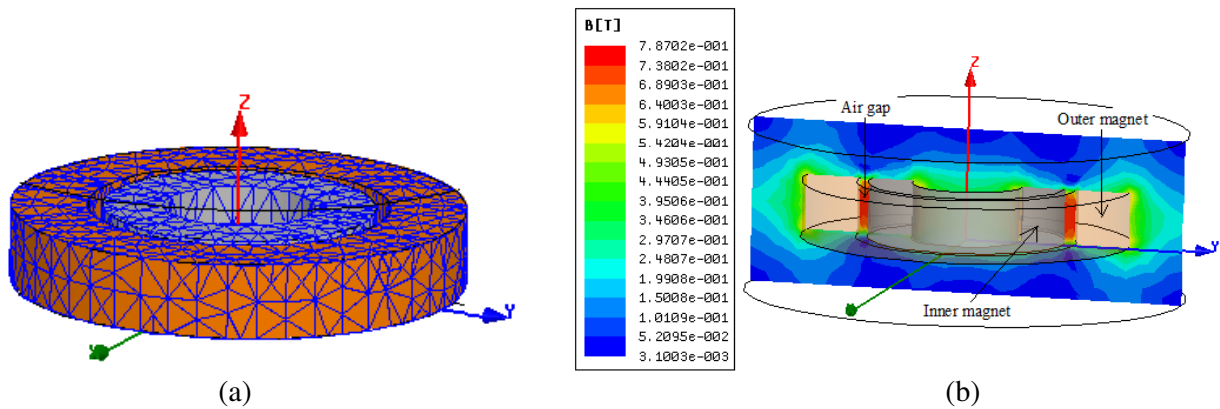 Z
Y
(a)
B[T]
7.8702e-001
7.3802e-001
6.8903e-001
6.4003e-001
5.9104e-001
5.4204e-001
4.9305e-001
4.4405e-001
3.9506e-001
3.4606e-001
2.9707e-001
2.4807e-001
1.9908e-001
1.5008e-001
1.0109e-001
5.2095e-002
3.1003e-003
Z
Air gap
Outer magnet
Y
Inner magnet
(b)